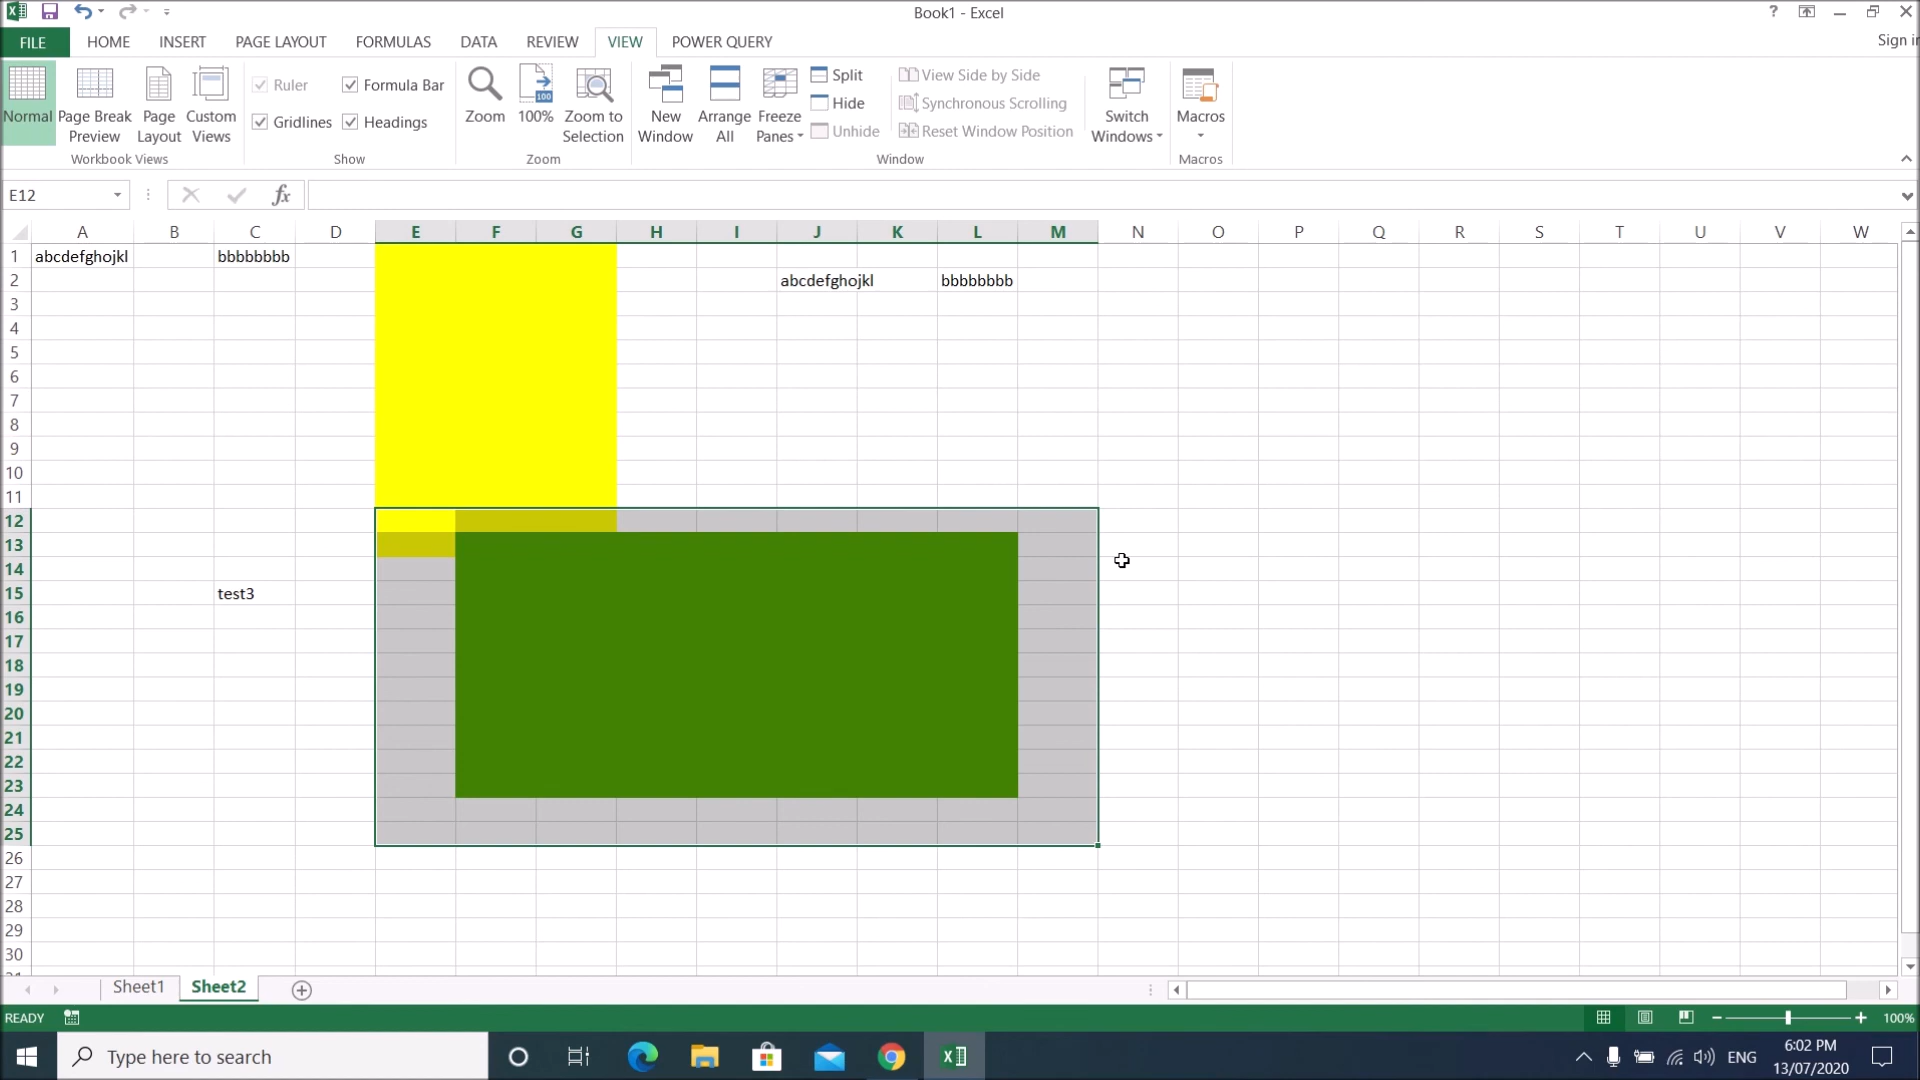 Book1 - Excel
?
Sign in
FILE HOME INSERT PAGE LAYOUT FORMULAS DATA REVIEW VIEW POWER QUERY
Normal
Page Break Preview
Page Layout
Custom Views
Workbook Views
Ruler
Formula Bar
Gridlines
Headings
Show
Zoom
100%
Zoom to Selection
Zoom
New Window
Arrange All
Freeze Panes
Split
Hide
Unhide
View Side by Side
Synchronous Scrolling
Reset Window Position
Window
Switch Windows
Macros
Macros
E12
fx
A B C D E F G H I J K L M N O P Q R S T U V W
1 abcdefghojkl bbbbbbbb
2 abcdefghojkl bbbbbbbb
3
4
5
6
7
8
9
10
11
12
13
14
15 test3
16
17
18
19
20
21
22
23
24
25
26
27
28
29
30
Sheet1 Sheet2
READY
100%
Type here to search
ENG
6:02 PM
13/07/2020